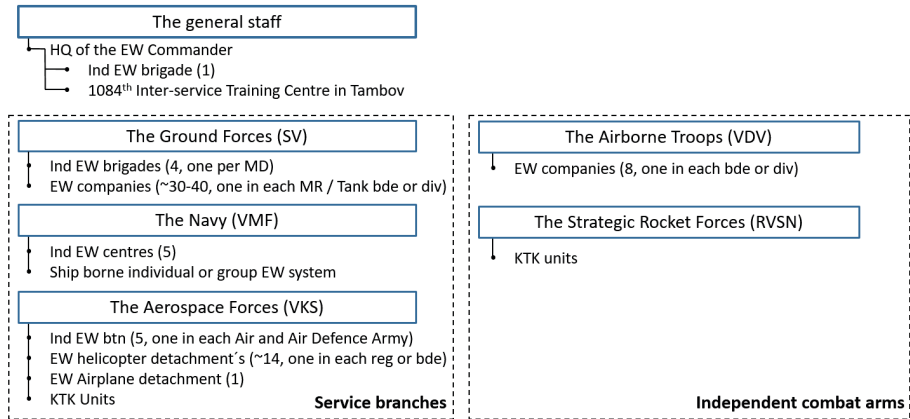 The general staff
HQ of the EW Commander
Ind EW brigade (1)
1084th Inter-service Training Centre in Tambov
The Ground Forces (SV)
Ind EW brigades (4, one per MD)
EW companies (~30-40, one in each MR / Tank bde or div)
The Navy (VMF)
Ind EW centres (5)
Ship borne individual or group EW system
The Aerospace Forces (VKS)
Ind EW btn (5, one in each Air and Air Defence Army)
EW helicopter detachment´s (~14, one in each reg or bde)
EW Airplane detachment (1)
KTK Units
Service branches
The Airborne Troops (VDV)
EW companies (8, one in each bde or div)
The Strategic Rocket Forces (RVSN)
KTK units
Independent combat arms